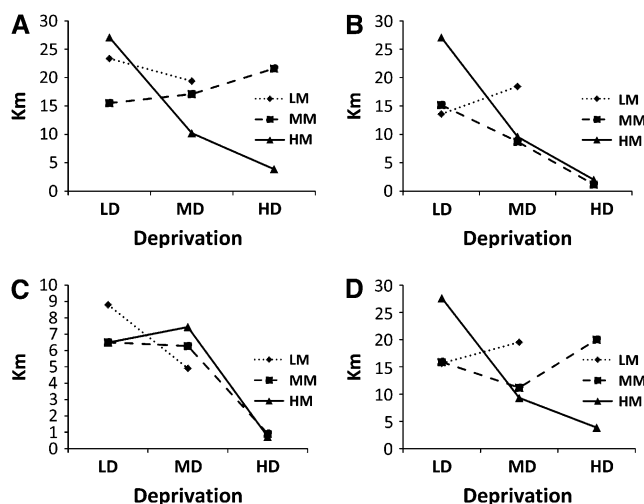 A
30
25
20
15
10
5
0
Km
LD MD HD
Deprivation
LM
MM
HM
B
30
25
20
15
10
5
0
Km
LD MD HD
Deprivation
LM
MM
HM
C
10
9
8
7
6
5
4
3
2
1
0
Km
LD MD HD
Deprivation
LM
MM
HM
D
30
25
20
15
10
5
0
Km
LD MD HD
Deprivation
LM
MM
HM